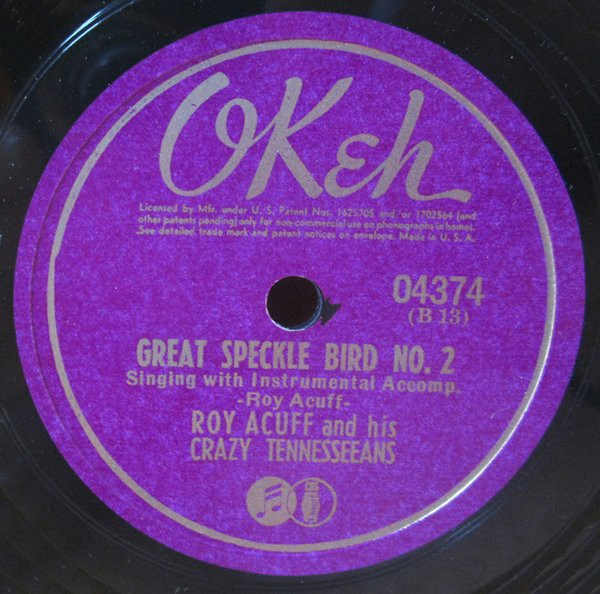 OKeh
Licensed by Mfr. under U. S. Patent Nos. 1625705 and or 1702564 (and
other patents pending) only for non-commercial use on phonographs in homes.
See detailed trade mark and patent notices on envelope. Made in U. S. A.
04374
(B 13)
GREAT SPECKLE BIRD NO. 2
Singing with Instrumental Accomp.
-Roy Acuff-
ROY ACUFF and his
CRAZY TENNESSEEANS